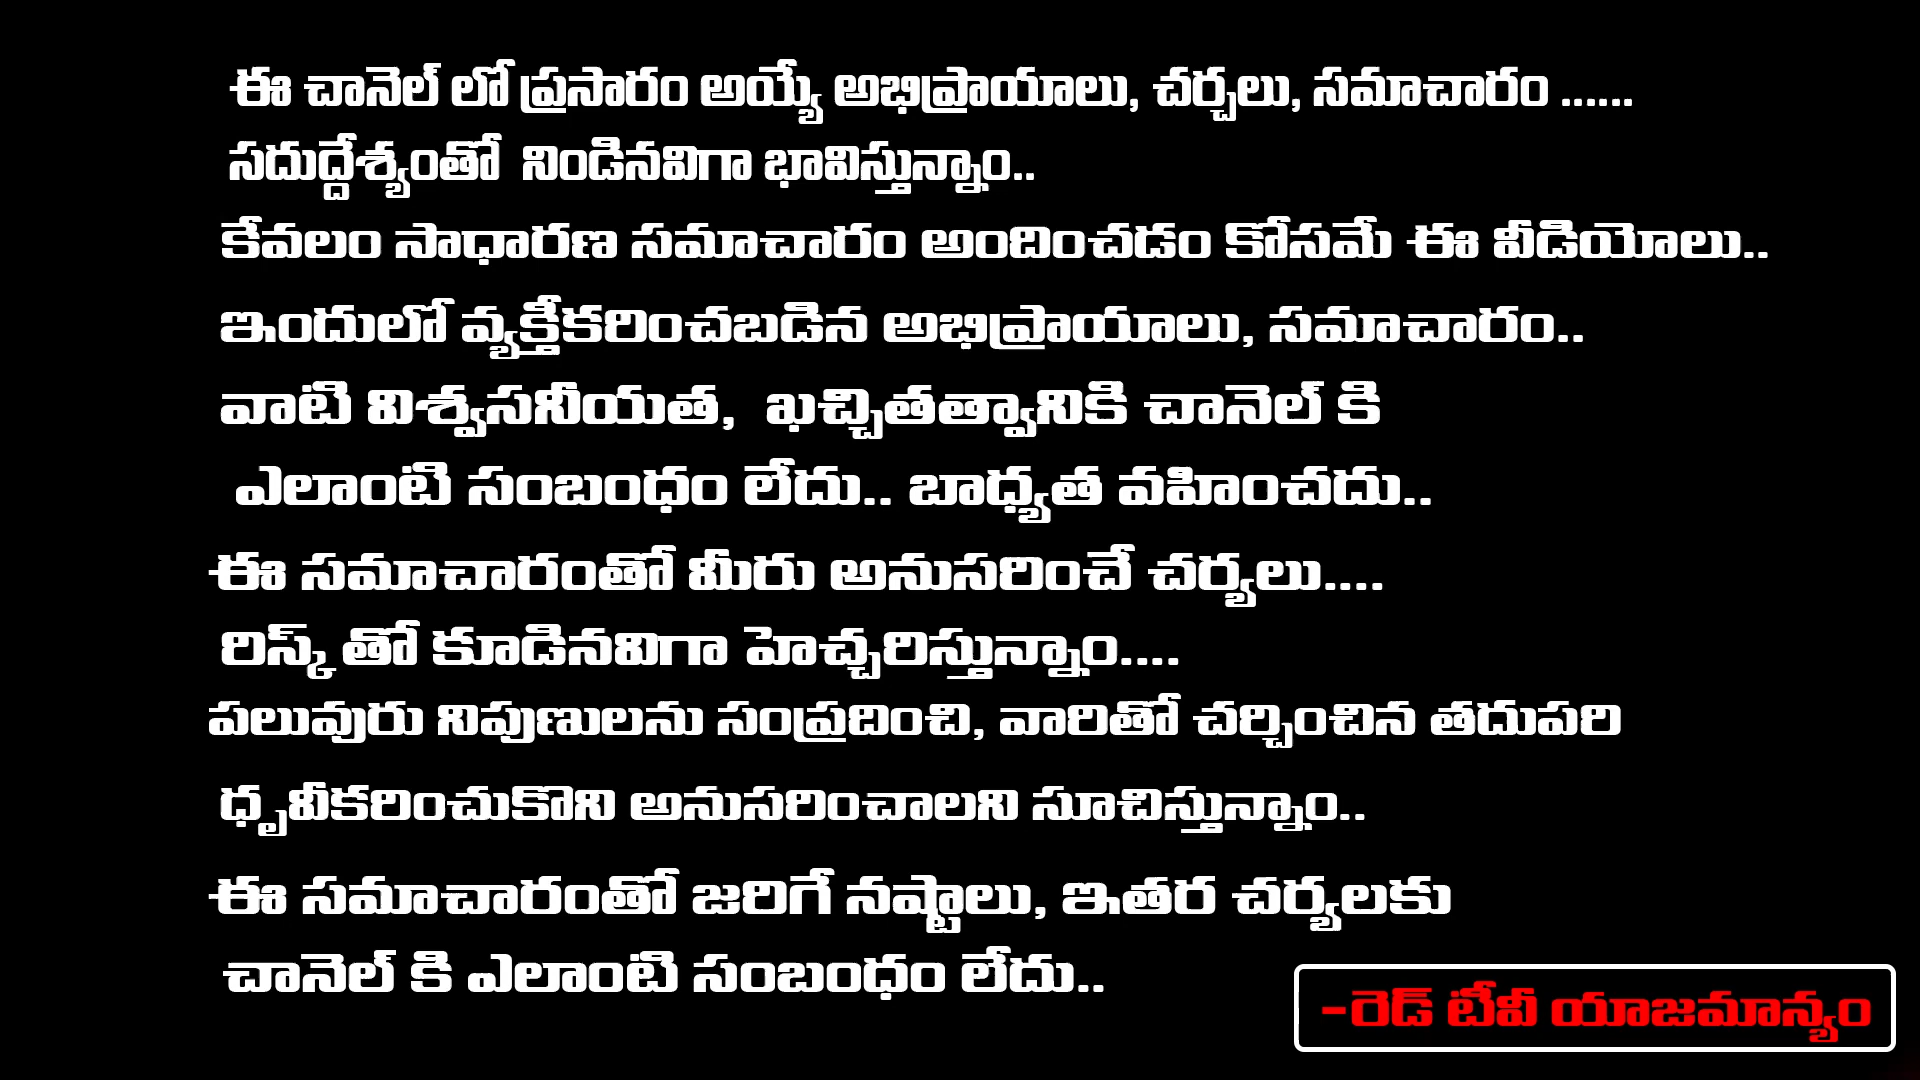 ఈ చానెల్ లో ప్రసారం అయ్యే అభిప్రాయాలు, చర్చలు, సమాచారం ......
సదుద్దేశ్యంతో నిండినవిగా భావిస్తున్నాం..
కేవలం సాధారణ సమాచారం అందించడం కోసమే ఈ వీడియోలు..
ఇందులో వ్యక్తీకరించబడిన అభిప్రాయాలు, సమాచారం..
వాటి విశ్వసనీయత, ఖచ్చితత్వానికి చానెల్ కి
ఎలాంటి సంబంధం లేదు.. బాధ్యత వహించదు..
ఈ సమాచారంతో మీరు అనుసరించే చర్యలు....
రిస్క్ తో కూడినవిగా హెచ్చరిస్తున్నాం....
పలువురు నిపుణులను సంప్రదించి, వారితో చర్చించిన తదుపరి
ధృవీకరించుకొని అనుసరించాలని సూచిస్తున్నాం..
ఈ సమాచారంతో జరిగే నష్టాలు, ఇతర చర్యలకు
చానెల్ కి ఎలాంటి సంబంధం లేదు..
-రెడ్ టీవీ యాజమాన్యం